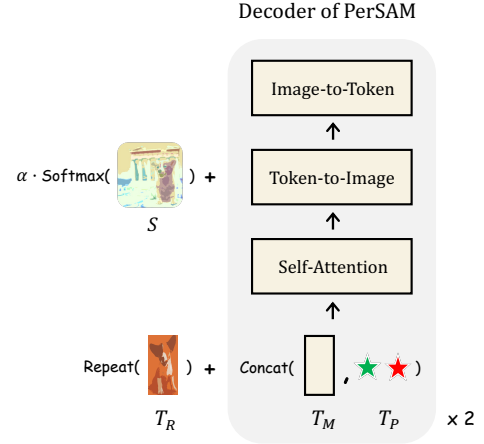 Decoder of PerSAM
Image-to-Token
α · Softmax( ) + Token-to-Image
S
Self-Attention
Repeat( ) + Concat( , )
T_R T_M T_P x 2